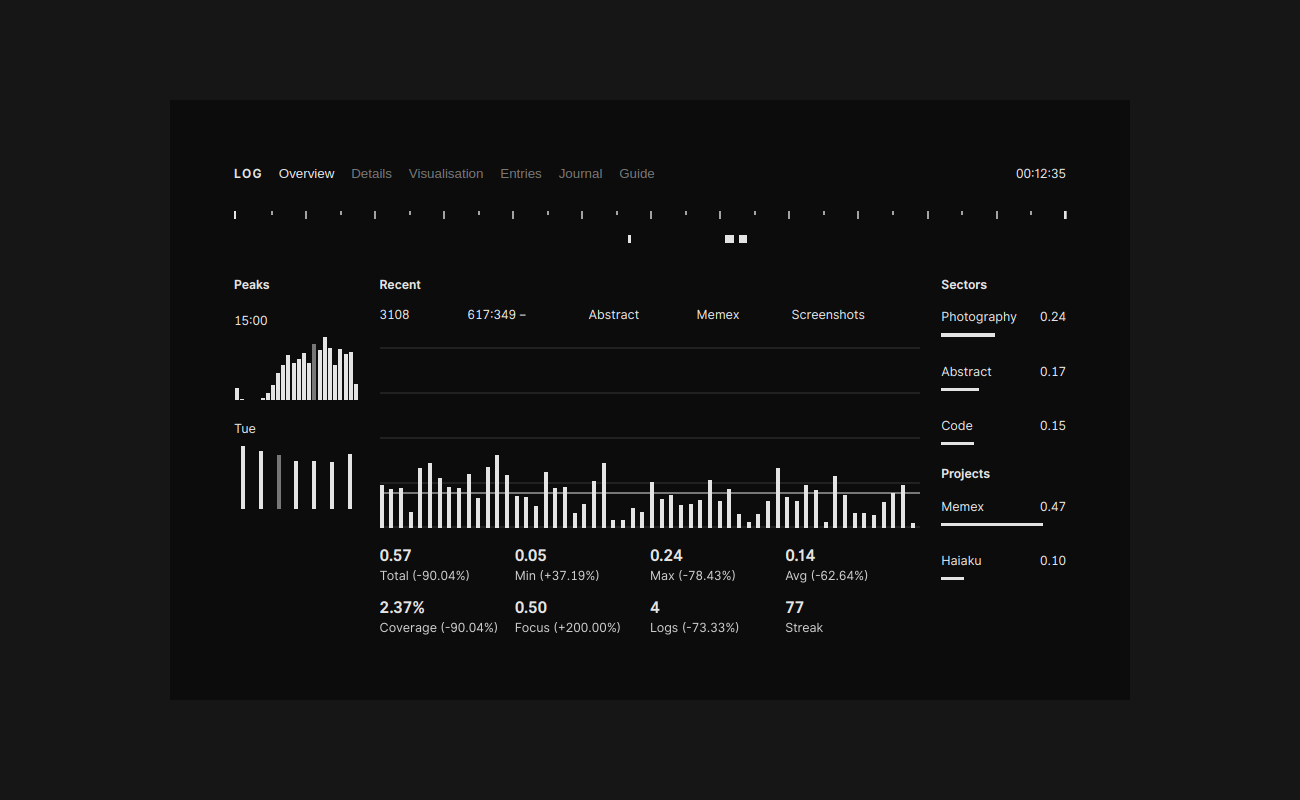 LOG Overview Details Visualisation Entries Journal Guide 00:12:35
Peaks
15:00
Tue
Recent
3108 617:349 – Abstract Memex Screenshots
0.57 0.05 0.24 0.14
Total (-90.04%) Min (+37.19%) Max (-78.43%) Avg (-62.64%)
2.37% 0.50 4 77
Coverage (-90.04%) Focus (+200.00%) Logs (-73.33%) Streak
Sectors
Photography 0.24
Abstract 0.17
Code 0.15
Projects
Memex 0.47
Haiaku 0.10